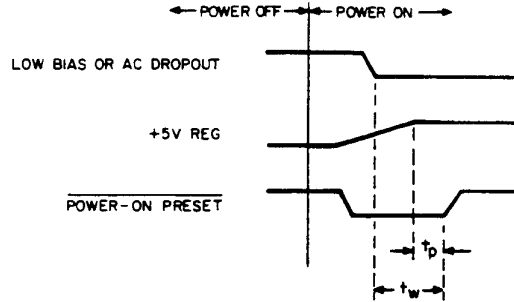 POWER OFF POWER ON
LOW BIAS OR AC DROPOUT
+5V REG
POWER-ON PRESET
tp
tw